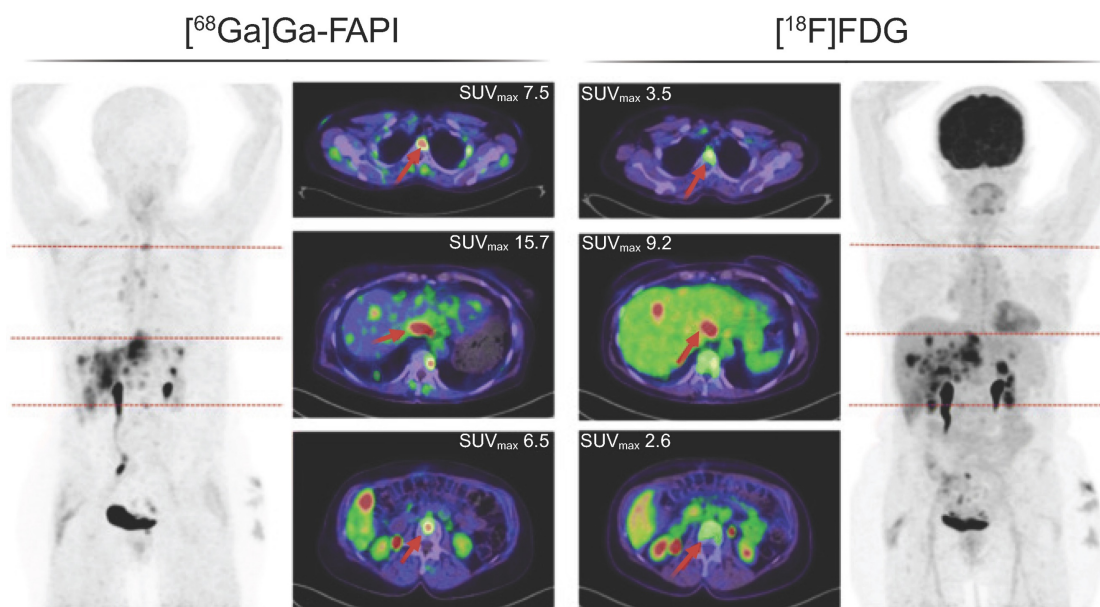 [⁶⁸Ga]Ga-FAPI
[¹⁸F]FDG
SUVmax 7.5
SUVmax 3.5
SUVmax 15.7
SUVmax 9.2
SUVmax 6.5
SUVmax 2.6